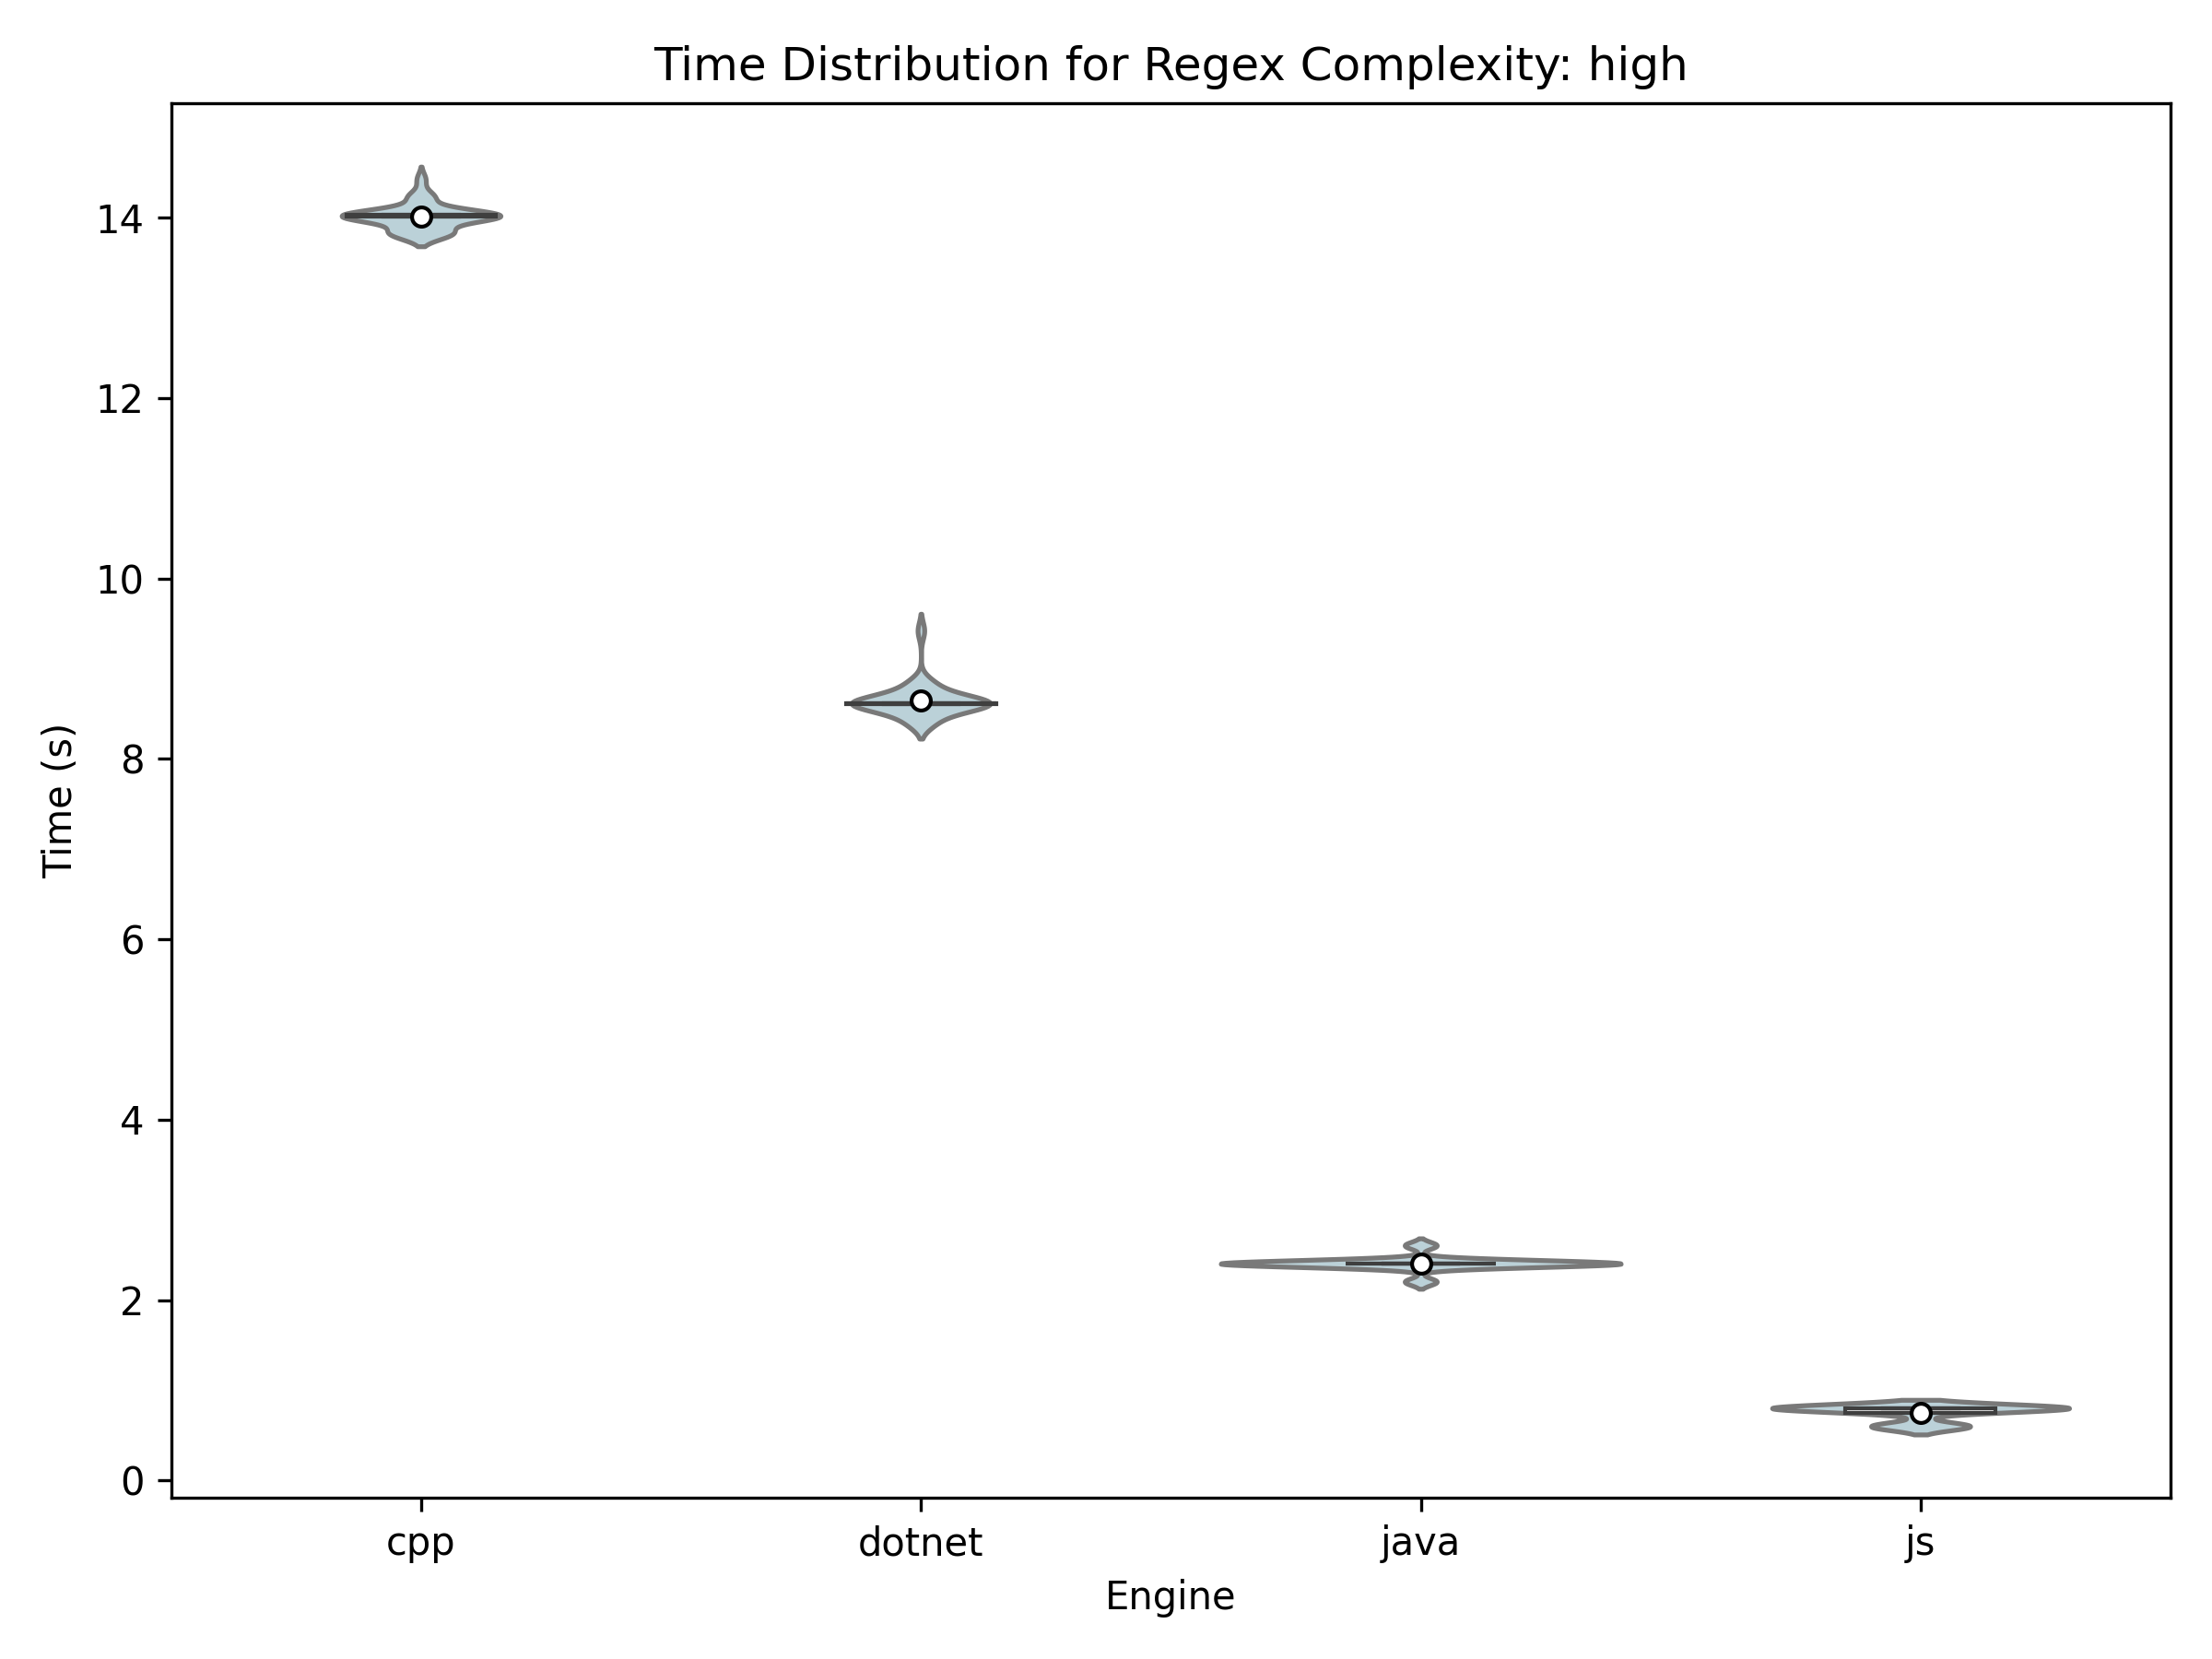 Time Distribution for Regex Complexity: high
Time (s)
14
12
10
8
6
4
2
0
cpp
dotnet
java
js
Engine